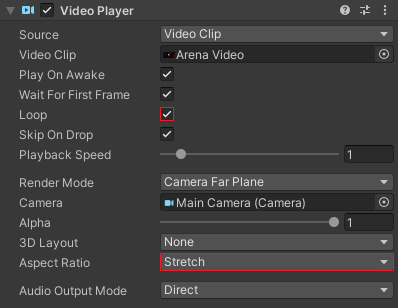 Video Player
Source Video Clip
Video Clip Arena Video
Play On Awake
Wait For First Frame
Loop
Skip On Drop
Playback Speed 1
Render Mode Camera Far Plane
Camera Main Camera (Camera)
Alpha 1
3D Layout None
Aspect Ratio Stretch
Audio Output Mode Direct